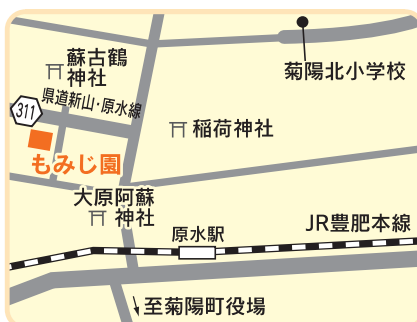 蘇古鶴
神社
菊陽北小学校
県道新山・原水線
311
稲荷神社
もみじ園
大原阿蘇
神社
原水駅
JR豊肥本線
至菊陽町役場